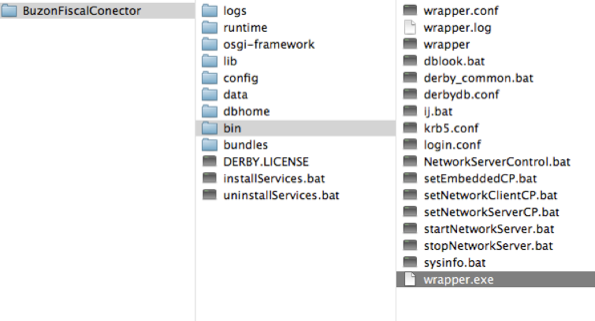 BuzonFiscalConector
logs
runtime
osgi-framework
lib
config
data
dbhome
bin
bundles
DERBY.LICENSE
installServices.bat
uninstallServices.bat
wrapper.conf
wrapper.log
wrapper
dblook.bat
derby_common.bat
derbydb.conf
ij.bat
krb5.conf
login.conf
NetworkServerControl.bat
setEmbeddedCP.bat
setNetworkClientCP.bat
setNetworkServerCP.bat
startNetworkServer.bat
stopNetworkServer.bat
sysinfo.bat
wrapper.exe